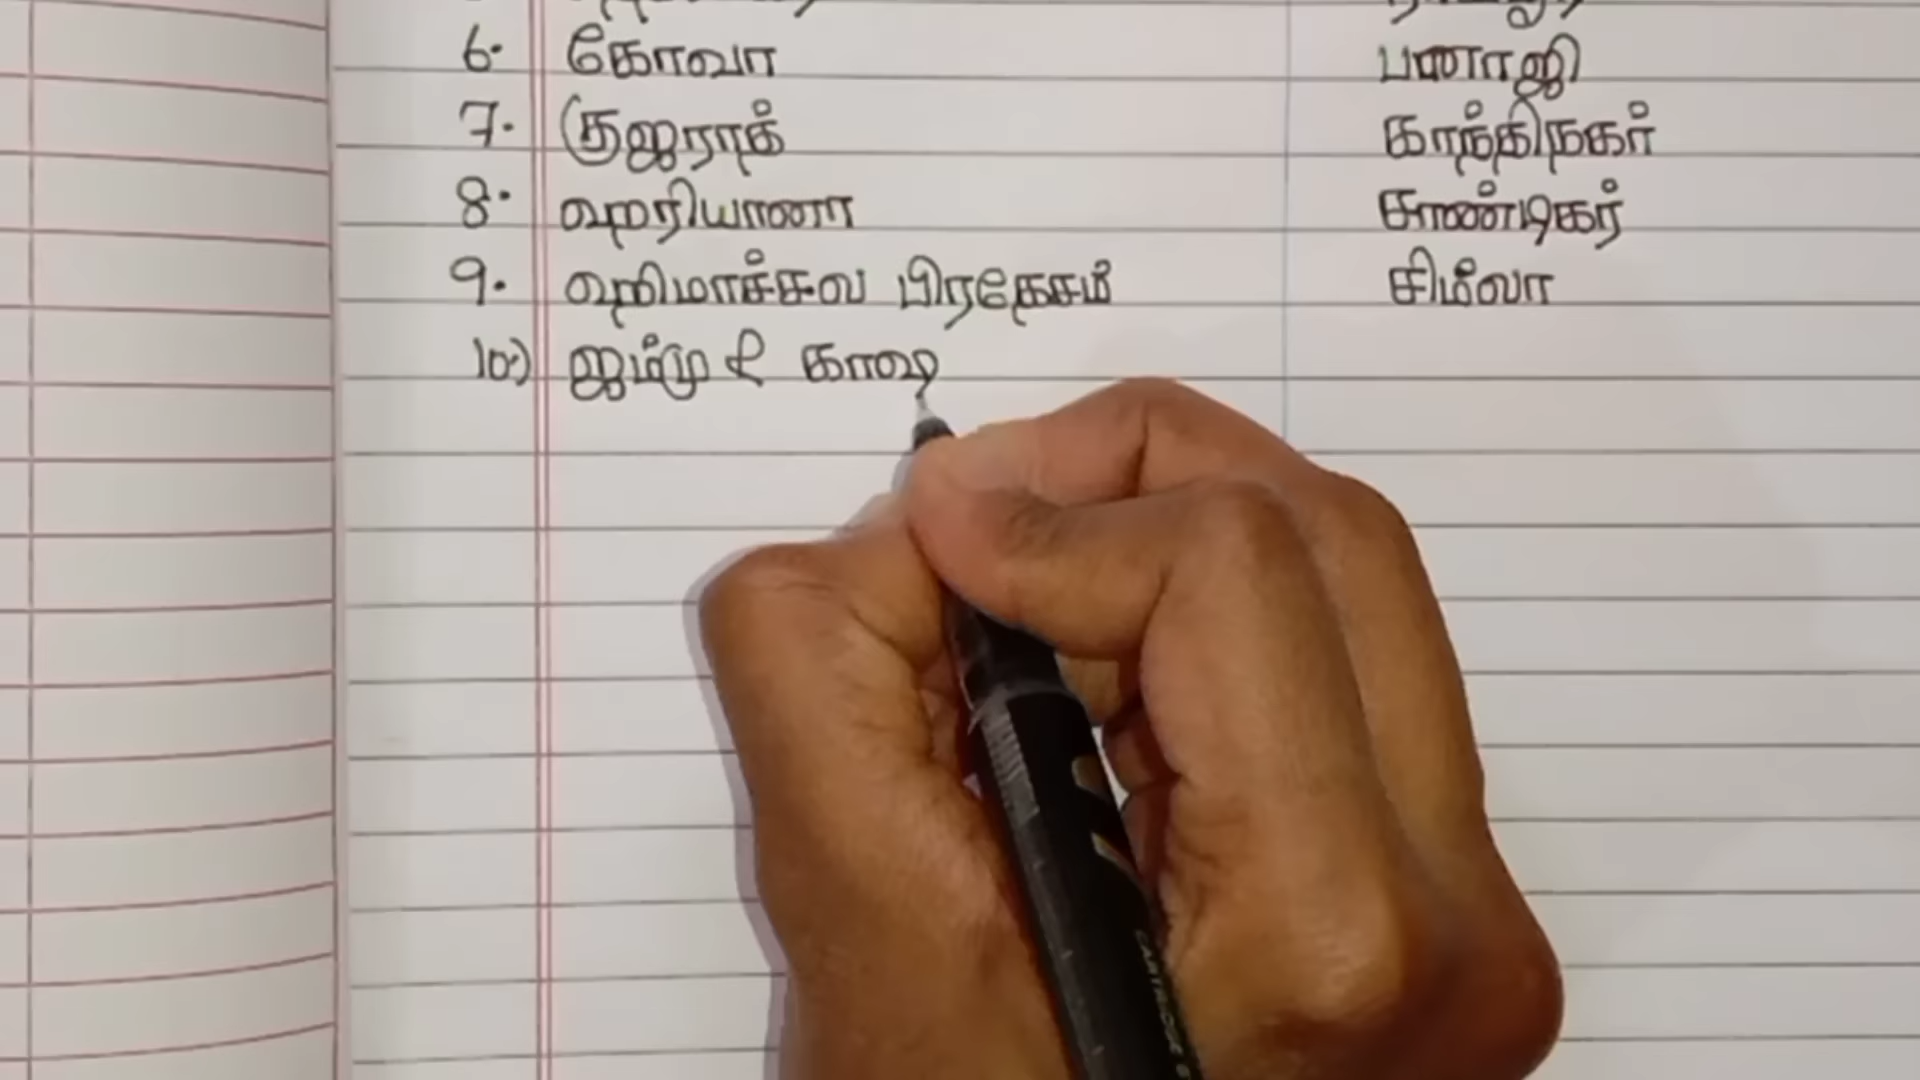 6. கோவா பனாஜி
7. குஜராத் காந்திநகர்
8. ஹரியானா சண்டிகர்
9. ஹிமாச்சல பிரதேசம் சிம்லா
10) ஜம்மு & காஷ